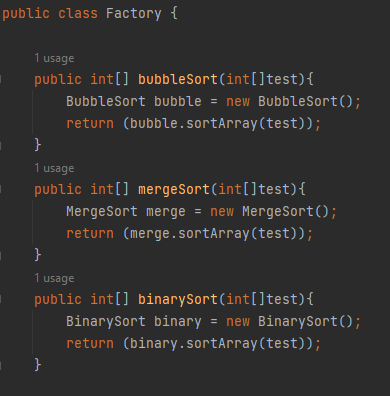 public class Factory {
1 usage
public int[] bubbleSort(int[]test){
BubbleSort bubble = new BubbleSort();
return (bubble.sortArray(test));
}
1 usage
public int[] mergeSort(int[]test){
MergeSort merge = new MergeSort();
return (merge.sortArray(test));
}
1 usage
public int[] binarySort(int[]test){
BinarySort binary = new BinarySort();
return (binary.sortArray(test));
}